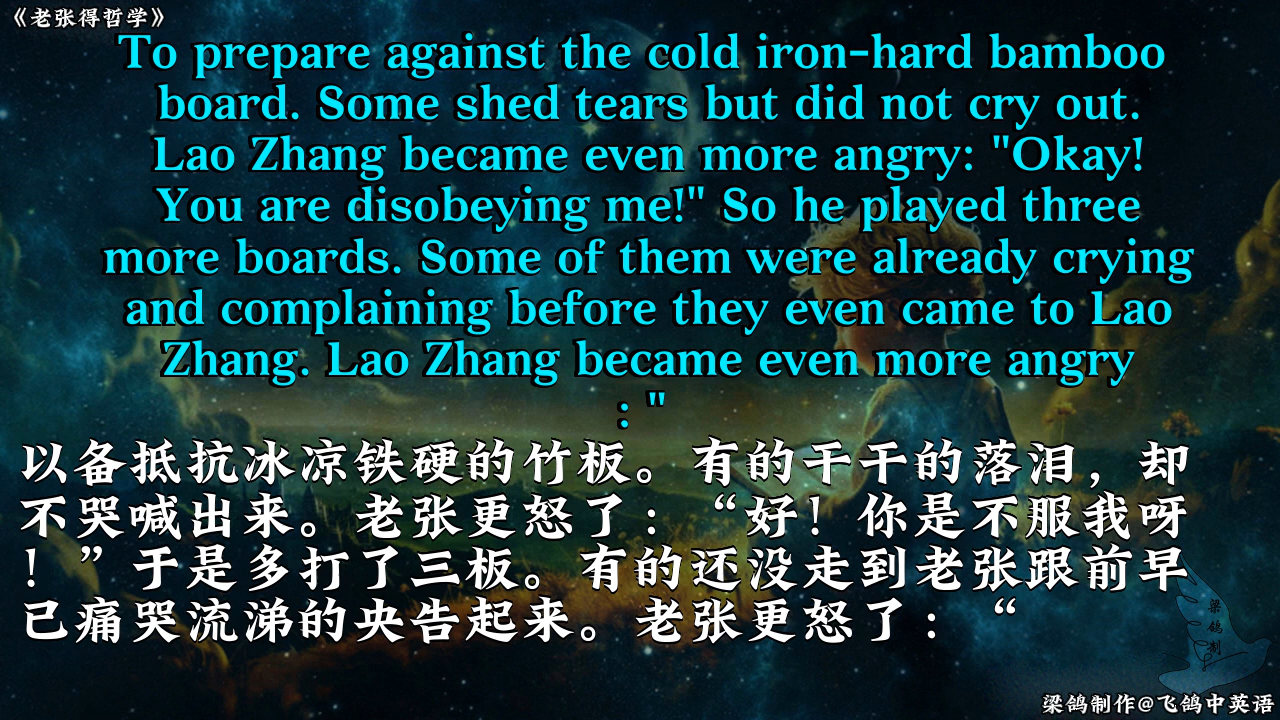 《老张得哲学》
To prepare against the cold iron-hard bamboo
board. Some shed tears but did not cry out.
Lao Zhang became even more angry: "Okay!
You are disobeying me!" So he played three
more boards. Some of them were already crying
and complaining before they even came to Lao
Zhang. Lao Zhang became even more angry
: "
以备抵抗冰凉铁硬的竹板。有的干干的落泪，却
不哭喊出来。老张更怒了：“好！你是不服我呀
！”于是多打了三板。有的还没走到老张跟前早
已痛哭流涕的央告起来。老张更怒了：“
梁鸽制
梁鸽制作@飞鸽中英语